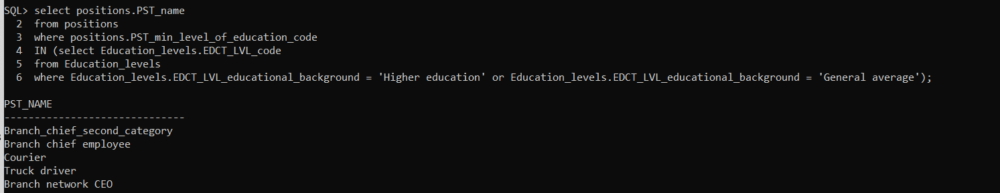 SQL> select positions.PST_name
2 from positions
3 where positions.PST_min_level_of_education_code
4 IN (select Education_levels.EDCT_LVL_code
5 from Education_levels
6 where Education_levels.EDCT_LVL_educational_background = 'Higher education' or Education_levels.EDCT_LVL_educational_background = 'General average');
PST_NAME
------------------------------
Branch_chief_second_category
Branch chief employee
Courier
Truck driver
Branch network CEO